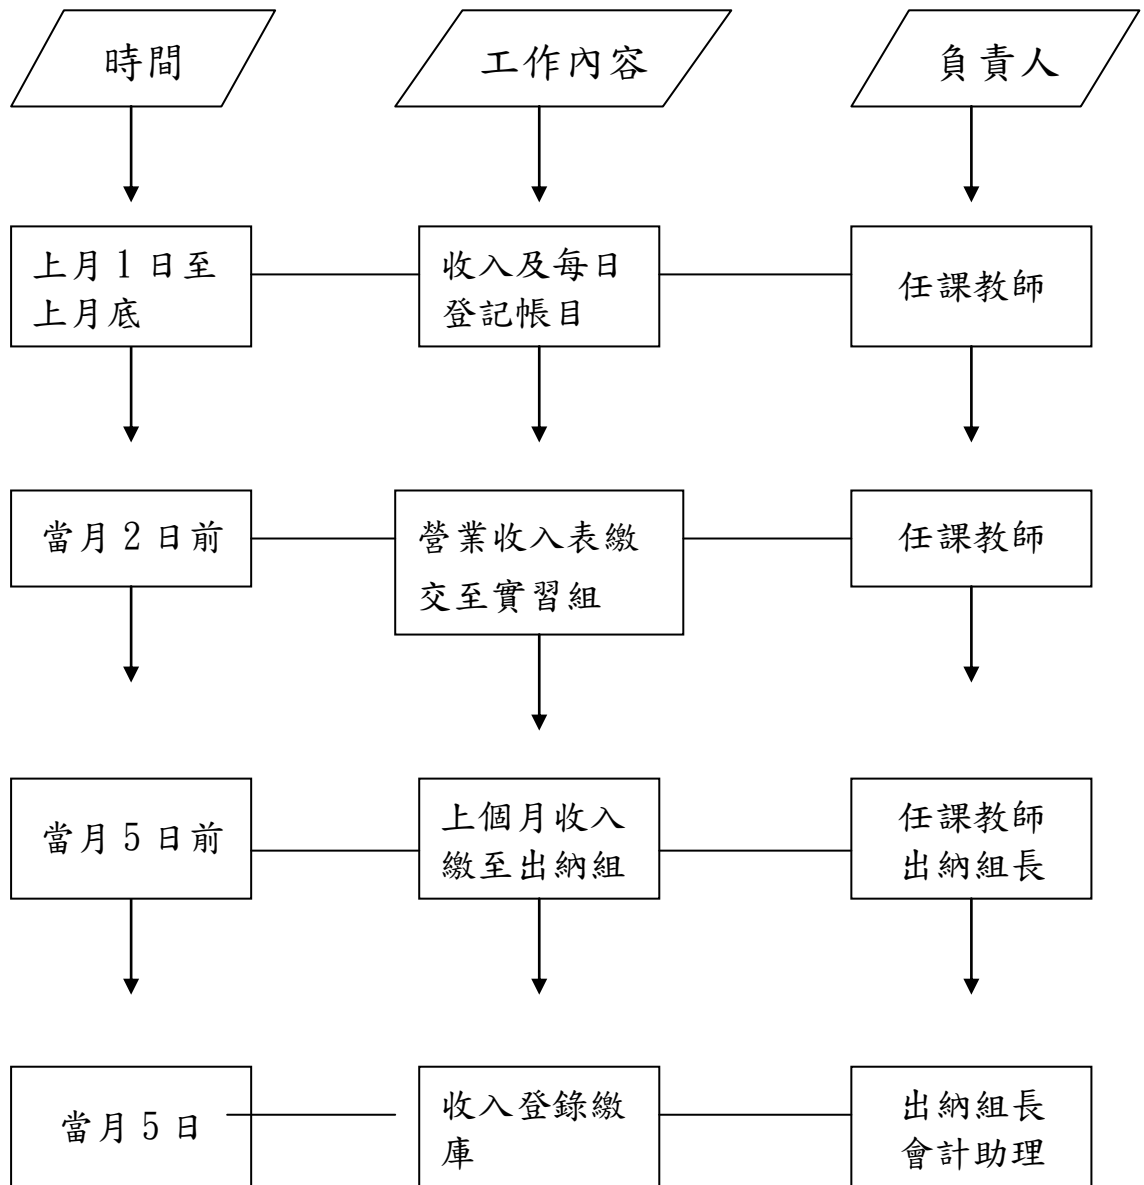 時間
工作內容
負責人
上月1日至
上月底
收入及每日
登記帳目
任課教師
當月2日前
營業收入表繳
交至實習組
任課教師
當月5日前
上個月收入
繳至出納組
任課教師
出納組長
當月5日
收入登錄繳
庫
出納組長
會計助理